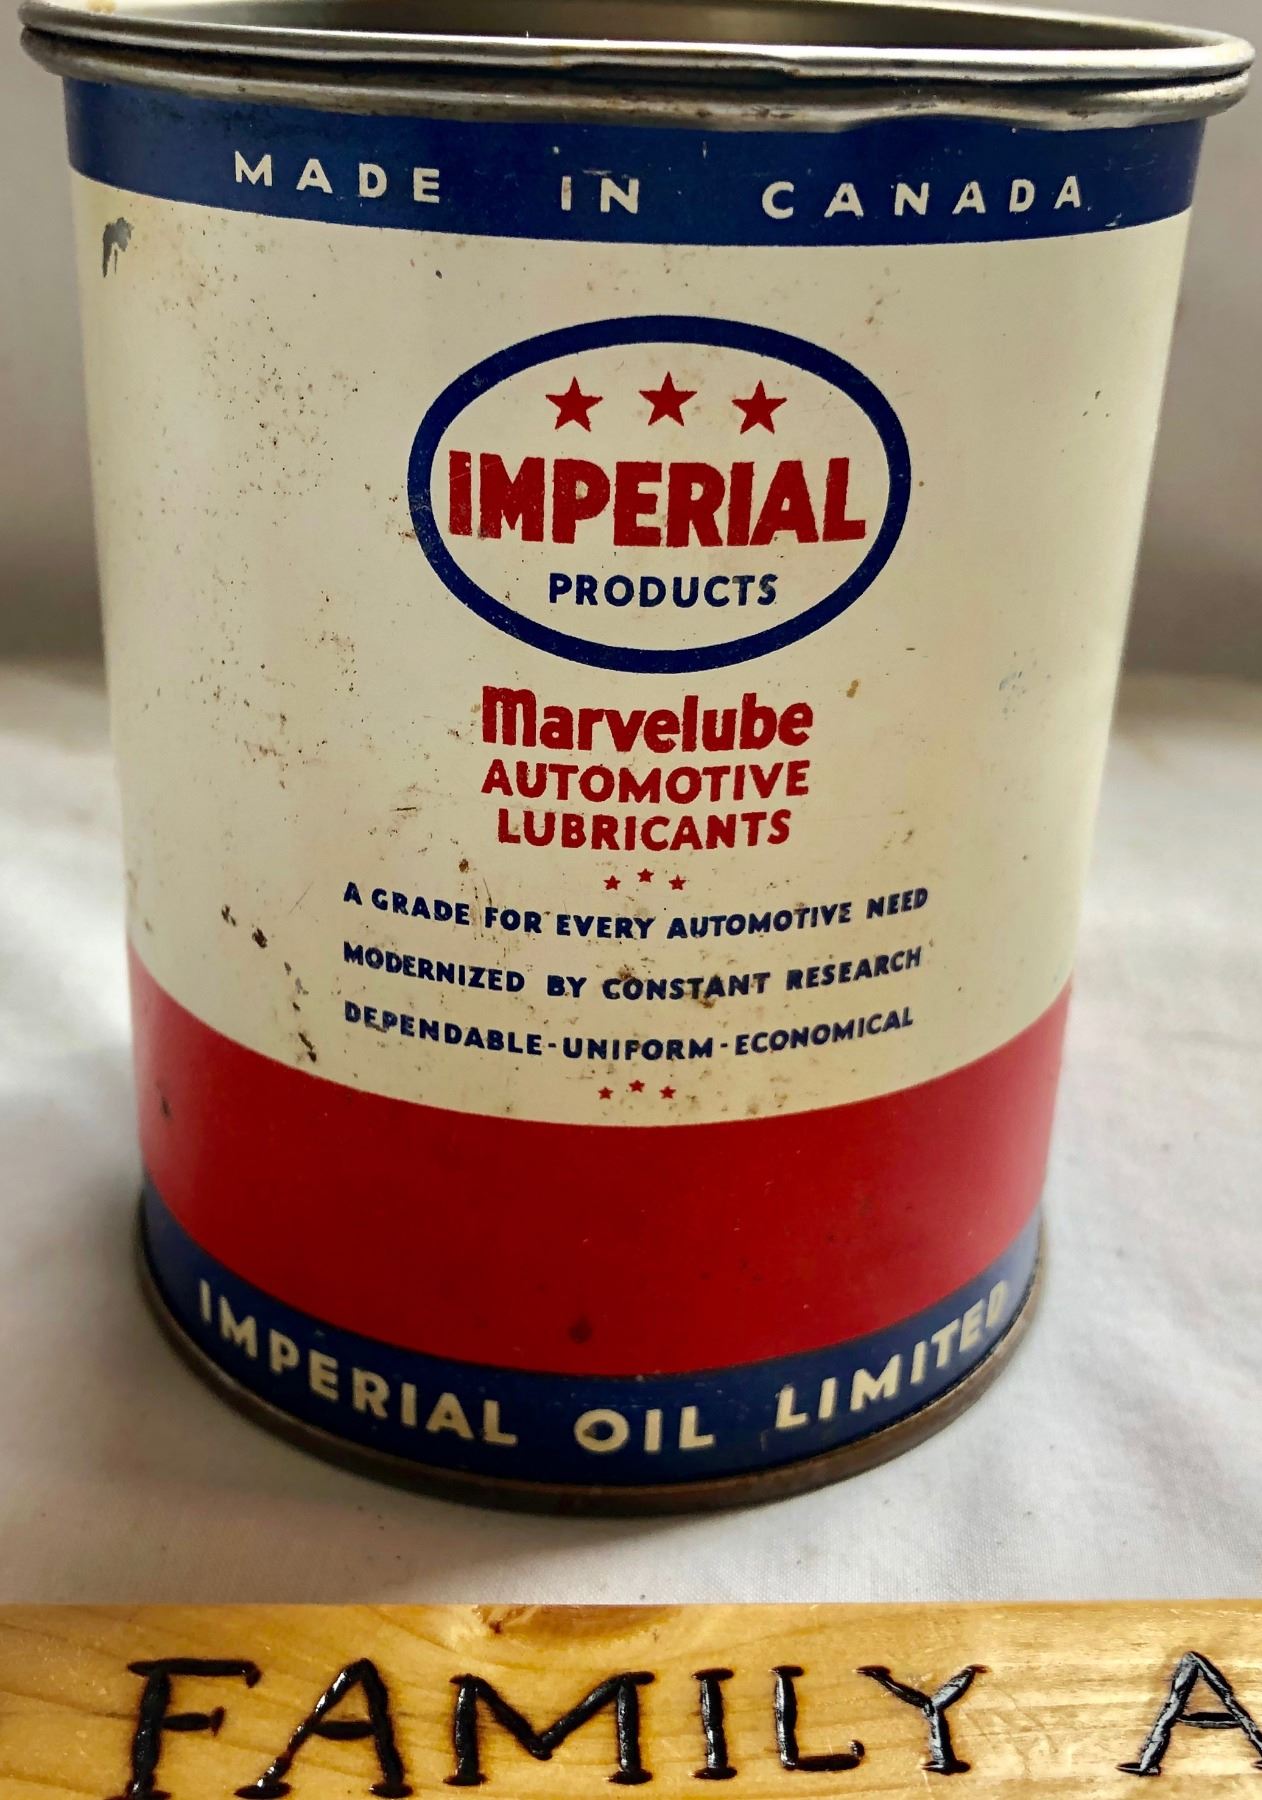 MADE IN CANADA
IMPERIAL
PRODUCTS
Marvelube
AUTOMOTIVE
LUBRICANTS
A GRADE FOR EVERY AUTOMOTIVE NEED
MODERNIZED BY CONSTANT RESEARCH
DEPENDABLE-UNIFORM-ECONOMICAL
IMPERIAL OIL LIMITED
FAMILY A